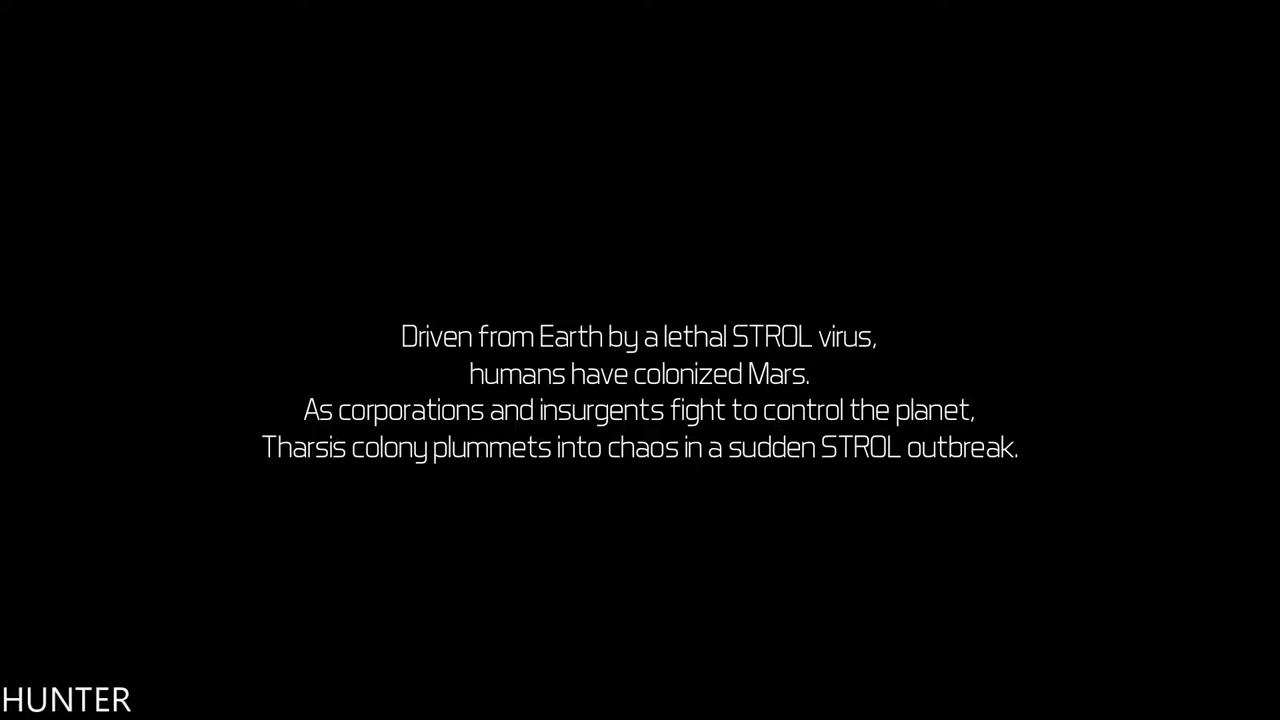 Driven from Earth by a lethal STROL virus,
humans have colonized Mars.
As corporations and insurgents fight to control the planet,
Tharsis colony plummets into chaos in a sudden STROL outbreak.
HUNTER